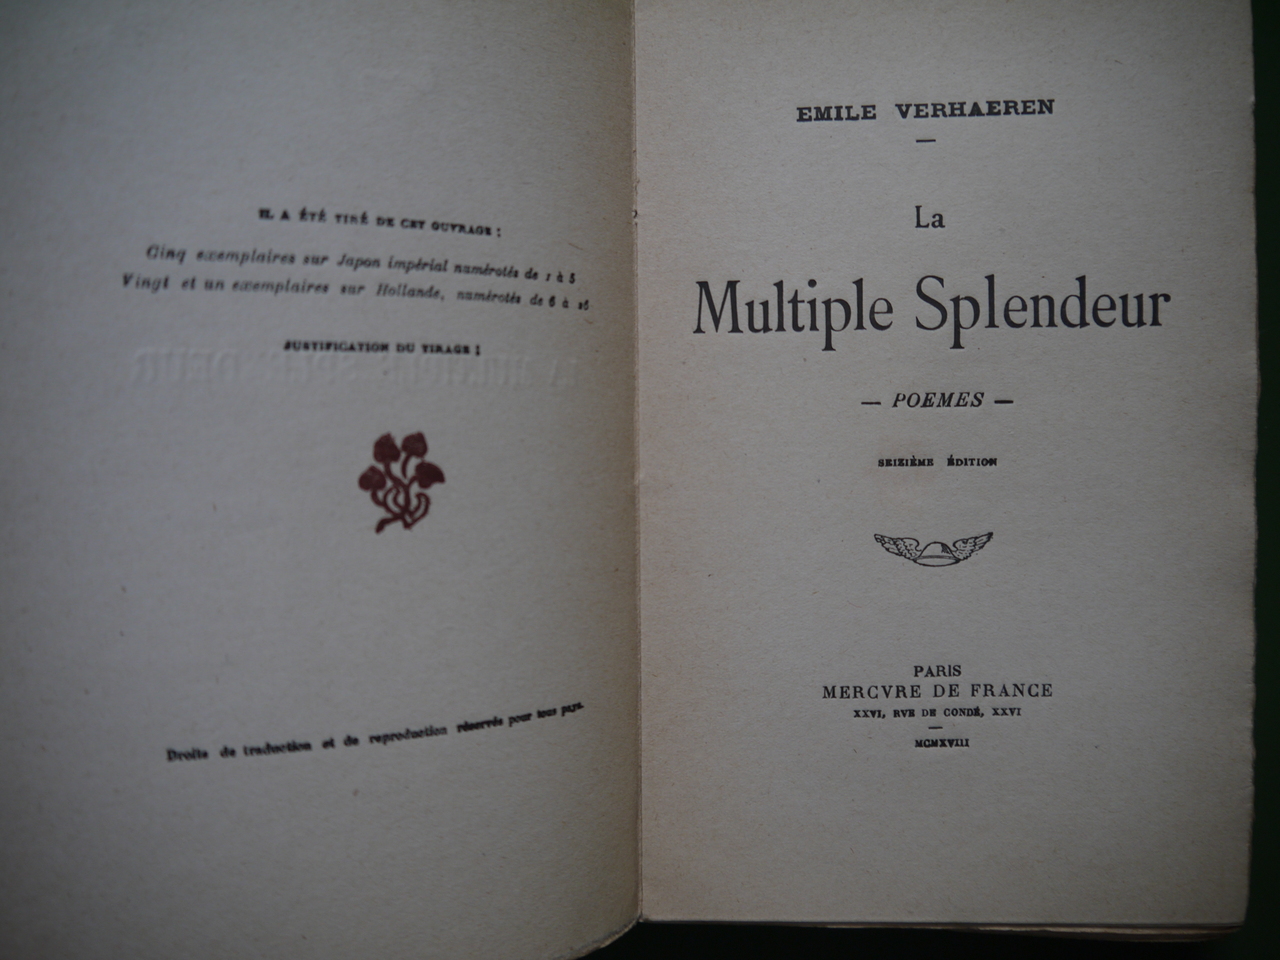 IL A ÉTÉ TIRÉ DE CET OUVRAGE :
Cinq exemplaires sur Japon impérial numérotés de 1 à 5
Vingt et un exemplaires sur Hollande, numérotés de 6 à 26
JUSTIFICATION DU TIRAGE :
Droits de traduction et de reproduction réservés pour tous pays.
EMILE VERHAEREN
—
La
Multiple Splendeur
— POEMES —
SEIZIÈME ÉDITION
PARIS
MERCVRE DE FRANCE
XXVI, RVE DE CONDÉ, XXVI
—
MCMXVIII